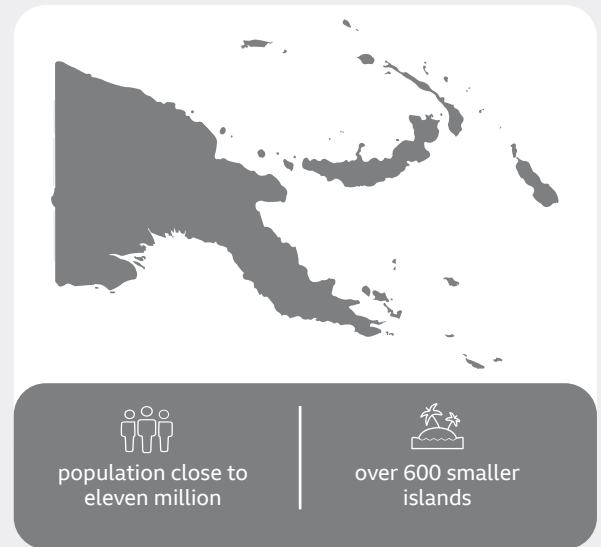 population close to
eleven million
over 600 smaller
islands